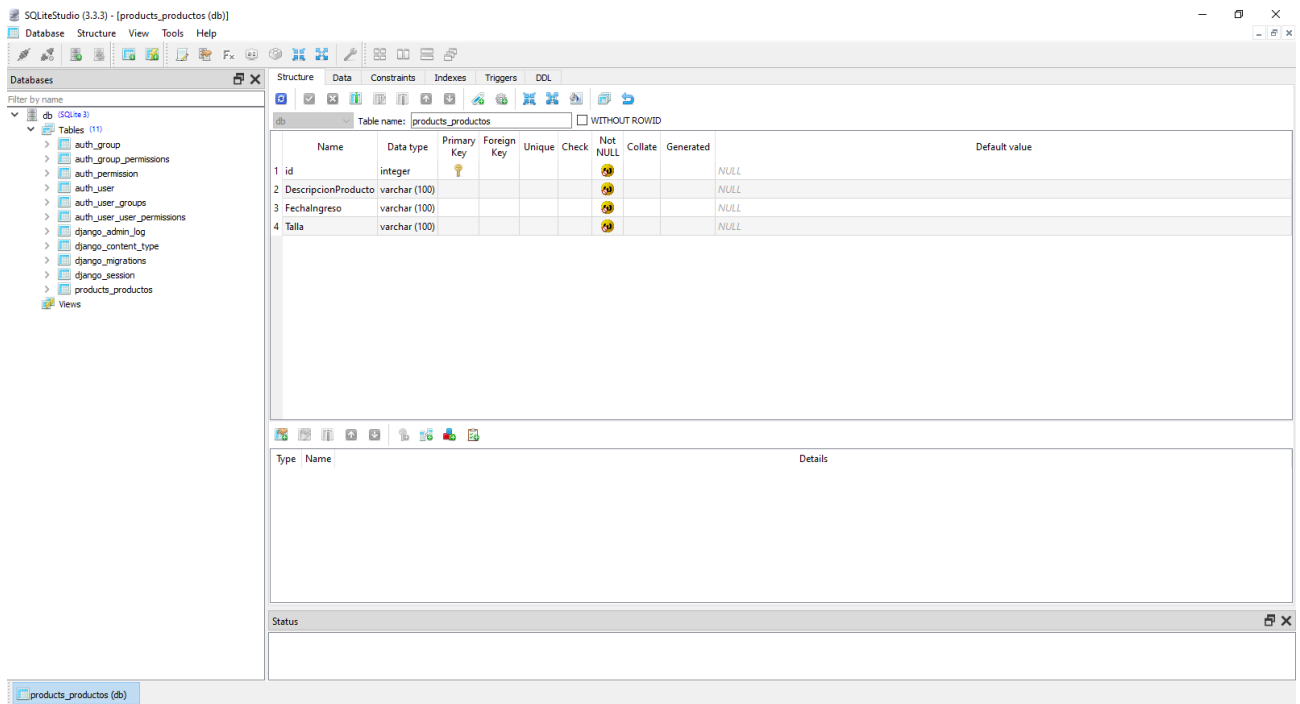 SQLiteStudio (3.3.3) - [products_productos (db)]
Database Structure View Tools Help
Databases
Filter by name
db (SQLite 3)
Tables (11)
auth_group
auth_group_permissions
auth_permission
auth_user
auth_user_groups
auth_user_user_permissions
django_admin_log
django_content_type
django_migrations
django_session
products_productos
Views
Structure Data Constraints Indexes Triggers DDL
db Table name: products_productos WITHOUT ROWID
Name Data type Primary Key Foreign Key Unique Check Not NULL Collate Generated Default value
1 id integer NULL
2 DescripcionProducto varchar (100) NULL
3 FechaIngreso varchar (100) NULL
4 Talla varchar (100) NULL
Type Name Details
Status
products_productos (db)